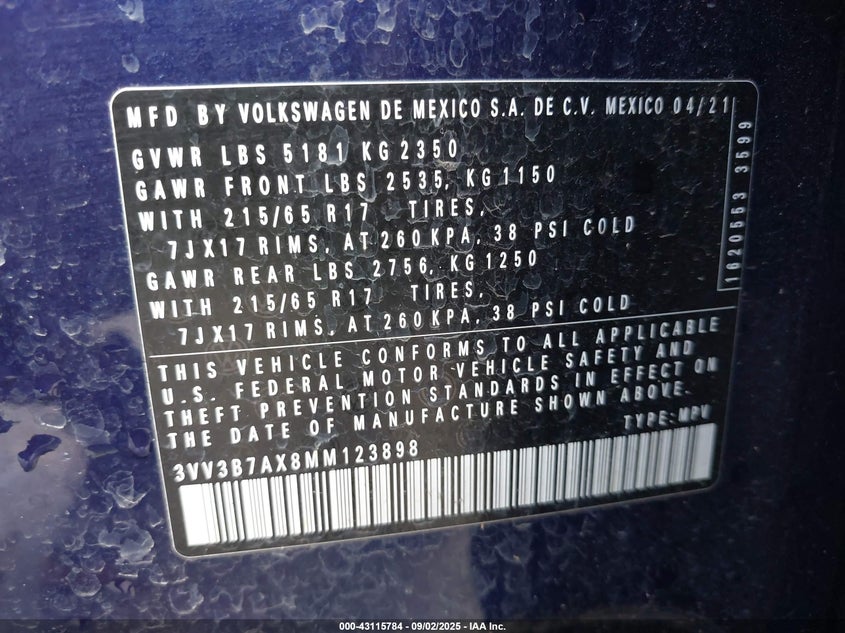 MFD BY VOLKSWAGEN DE MEXICO S.A. DE C.V. MEXICO 04/21
GVWR LBS 5181 KG 2350
GAWR FRONT LBS 2535, KG 1150
WITH 215/65 R17 TIRES,
7JX17 RIMS, AT 260 KPA, 38 PSI COLD
GAWR REAR LBS 2756, KG 1250
WITH 215/65 R17 TIRES,
7JX17 RIMS, AT 260 KPA, 38 PSI COLD
THIS VEHICLE CONFORMS TO ALL APPLICABLE
U.S. FEDERAL MOTOR VEHICLE SAFETY AND
THEFT PREVENTION STANDARDS IN EFFECT ON
THE DATE OF MANUFACTURE SHOWN ABOVE.
TYPE-MPV
3VV3B7AX8MM123898
1620553 3599
000-43115784 - 09/02/2025 - IAA Inc.